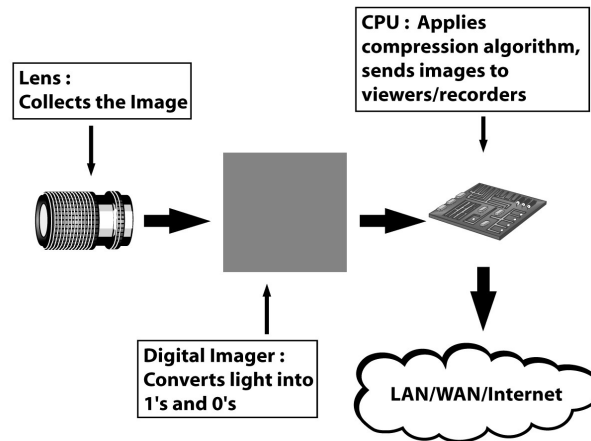 Lens :
Collects the Image
CPU : Applies
compression algorithm,
sends images to
viewers/recorders
Digital Imager :
Converts light into
1's and 0's
LAN/WAN/Internet